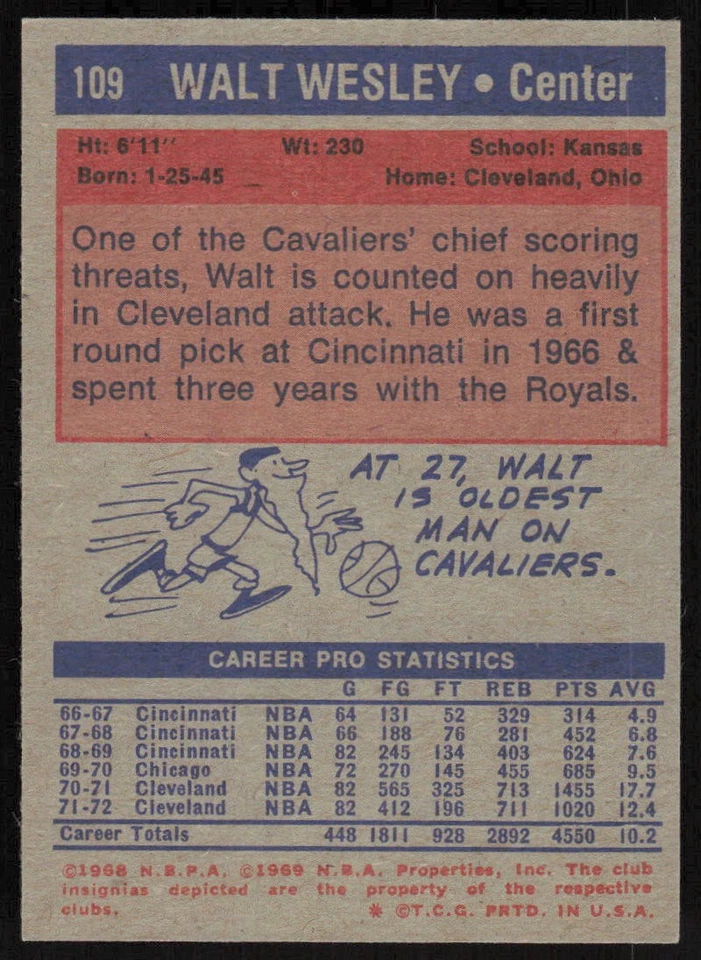 109 WALT WESLEY • Center
Ht: 6'11'' Wt: 230 School: Kansas
Born: 1-25-45 Home: Cleveland, Ohio
One of the Cavaliers' chief scoring
threats, Walt is counted on heavily
in Cleveland attack. He was a first
round pick at Cincinnati in 1966 &
spent three years with the Royals.
AT 27, WALT
IS OLDEST
MAN ON
CAVALIERS.
CAREER PRO STATISTICS
G FG FT REB PTS AVG
66-67 Cincinnati NBA 64 131 52 329 314 4.9
67-68 Cincinnati NBA 66 188 76 281 452 6.8
68-69 Cincinnati NBA 82 245 134 403 624 7.6
69-70 Chicago NBA 72 270 145 455 685 9.5
70-71 Cleveland NBA 82 565 325 713 1455 17.7
71-72 Cleveland NBA 82 412 196 711 1020 12.4
Career Totals 448 1811 928 2892 4550 10.2
©1968 N.B.P.A. ©1969 N.B.A. Properties, Inc. The club
insignias depicted are the property of the respective
clubs. * ©T.C.G. PRTD. IN U.S.A.